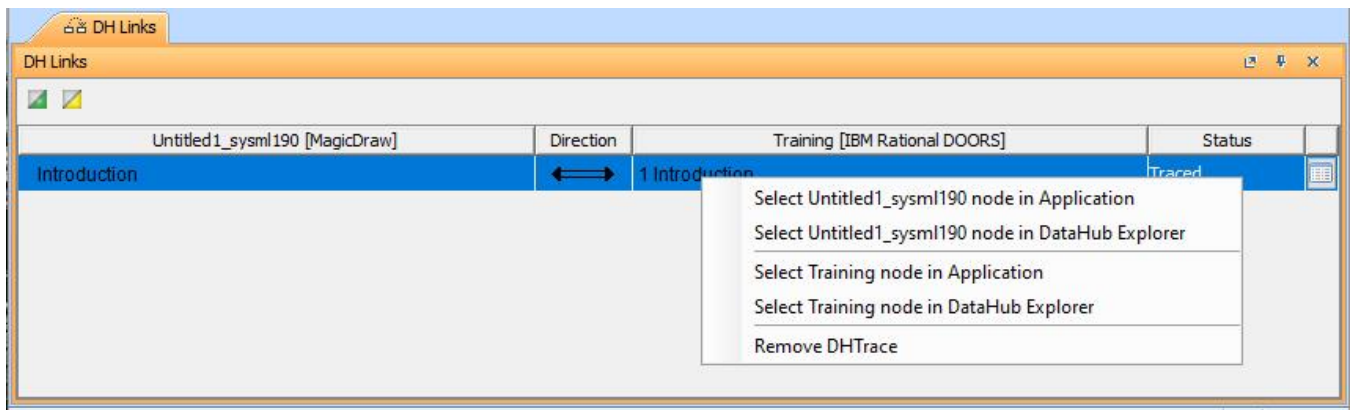 DH Links
DH Links
Untitled1_sysml190 [MagicDraw] Direction Training [IBM Rational DOORS] Status
Introduction 1 Introduction Traced
Select Untitled1_sysml190 node in Application
Select Untitled1_sysml190 node in DataHub Explorer
Select Training node in Application
Select Training node in DataHub Explorer
Remove DHTrace